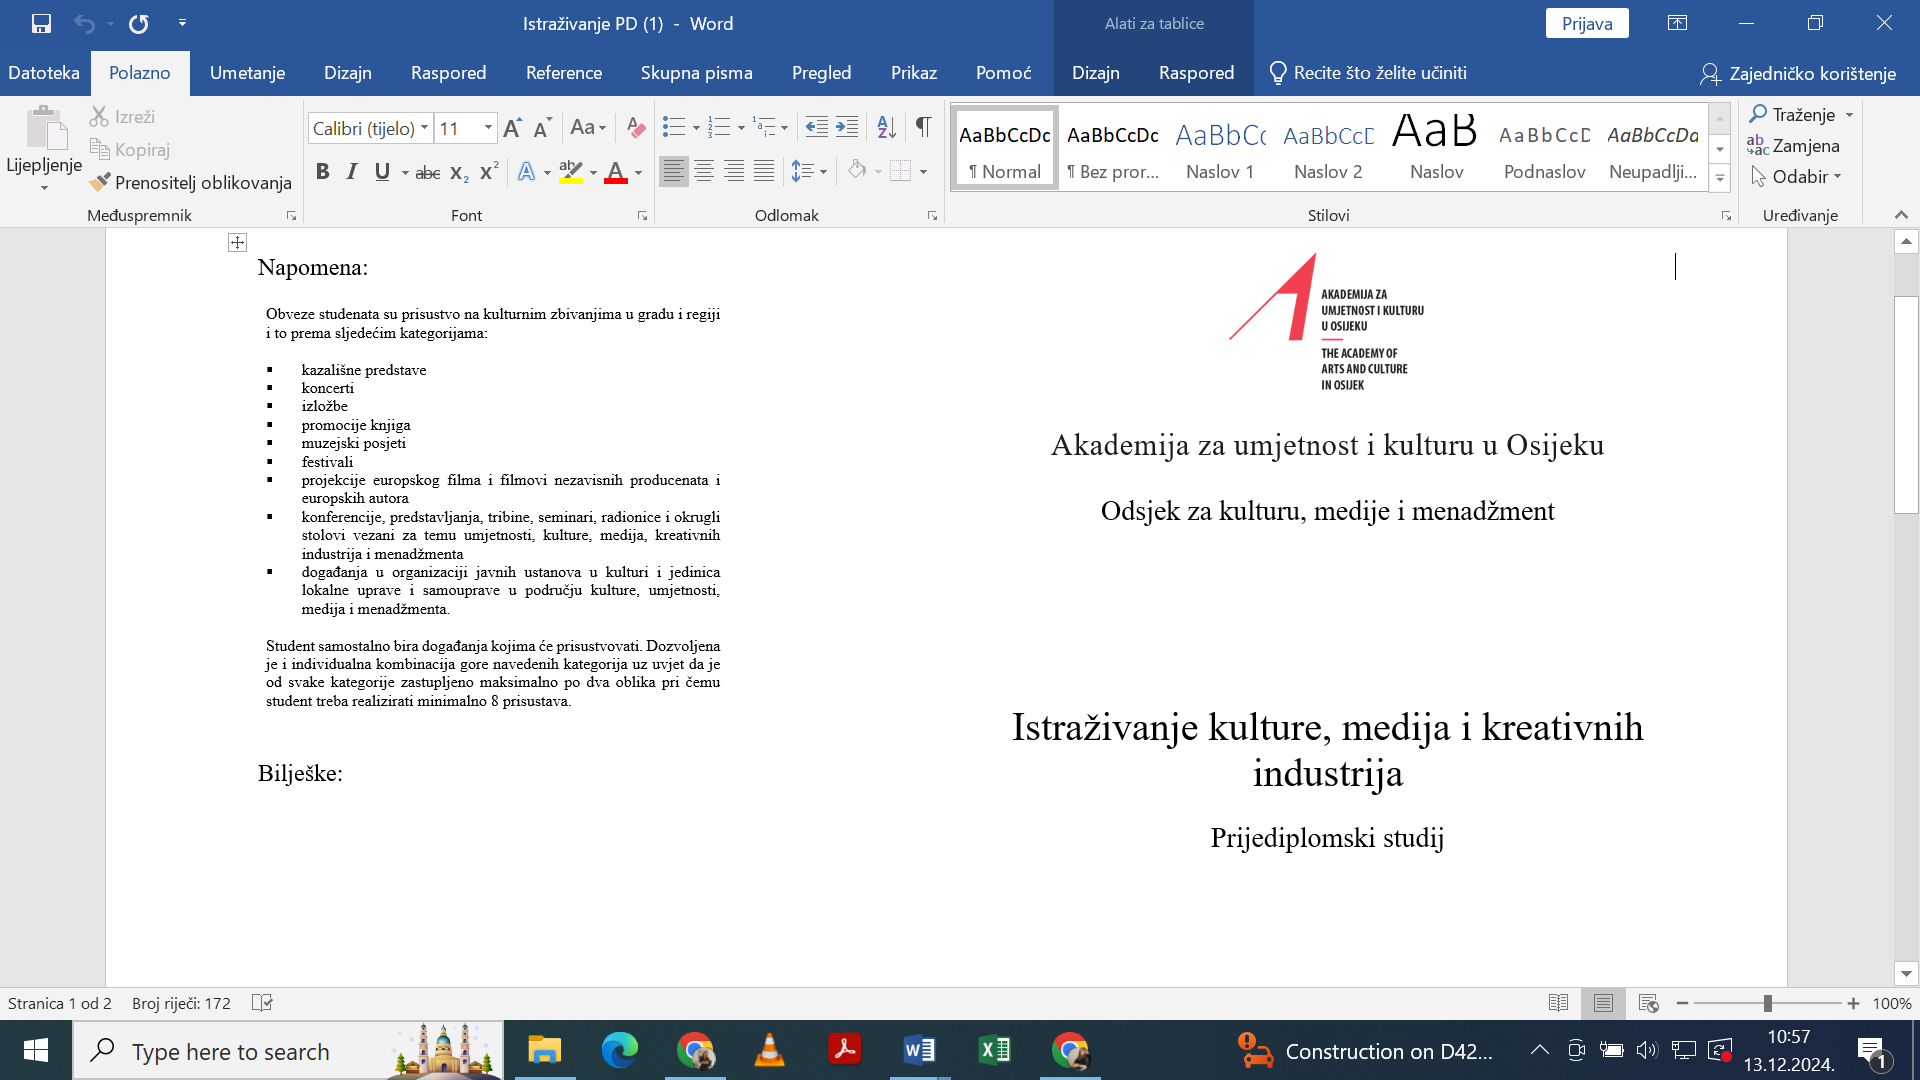 Istraživanje PD (1) - Word
Alati za tablice
Prijava
Datoteka
Polazno
Umetanje
Dizajn
Raspored
Reference
Skupna pisma
Pregled
Prikaz
Pomoć
Dizajn
Raspored
Recite što želite učiniti
Zajedničko korištenje
Lijepljenje
Izreži
Kopiraj
Prenositelj oblikovanja
Međuspremnik
Calibri (tijelo)
11
Font
Odlomak
AaBbCcDc
¶ Normal
AaBbCcDc
¶ Bez pror...
AaBbCc
Naslov 1
AaBbCcD
Naslov 2
AaB
Naslov
AaBbCcD
Podnaslov
AaBbCcDa
Neupadlji...
Stilovi
Traženje
Zamjena
Odabir
Uređivanje
Napomena:
Obveze studenata su prisustvo na kulturnim zbivanjima u gradu i regiji
i to prema sljedećim kategorijama:
▪ kazališne predstave
▪ koncerti
▪ izložbe
▪ promocije knjiga
▪ muzejski posjeti
▪ festivali
▪ projekcije europskog filma i filmovi nezavisnih producenata i
europskih autora
▪ konferencije, predstavljanja, tribine, seminari, radionice i okrugli
stolovi vezani za temu umjetnosti, kulture, medija, kreativnih
industrija i menadžmenta
▪ događanja u organizaciji javnih ustanova u kulturi i jedinica
lokalne uprave i samouprave u području kulture, umjetnosti,
medija i menadžmenta.
Student samostalno bira događanja kojima će prisustvovati. Dozvoljena
je i individualna kombinacija gore navedenih kategorija uz uvjet da je
od svake kategorije zastupljeno maksimalno po dva oblika pri čemu
student treba realizirati minimalno 8 prisustava.
Bilješke:
AKADEMIJA ZA
UMJETNOST I KULTURU
U OSIJEKU
THE ACADEMY OF
ARTS AND CULTURE
IN OSIJEK
Akademija za umjetnost i kulturu u Osijeku
Odsjek za kulturu, medije i menadžment
Istraživanje kulture, medija i kreativnih
industrija
Prijediplomski studij
Stranica 1 od 2
Broj riječi: 172
100%
Type here to search
Construction on D42...
10:57
13.12.2024.
1